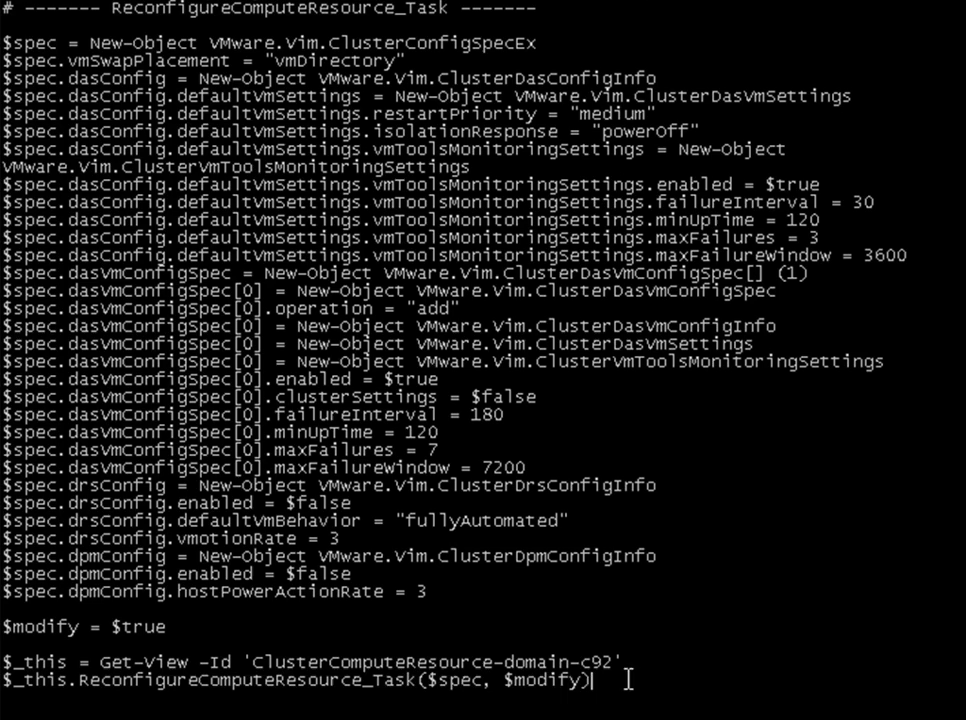 # ------- ReconfigureComputeResource_Task -------
$spec = New-Object VMware.Vim.ClusterConfigSpecEx
$spec.vmSwapPlacement = "vmDirectory"
$spec.dasConfig = New-Object VMware.Vim.ClusterDasConfigInfo
$spec.dasConfig.defaultVmSettings = New-Object VMware.Vim.ClusterDasVmSettings
$spec.dasConfig.defaultVmSettings.restartPriority = "medium"
$spec.dasConfig.defaultVmSettings.isolationResponse = "powerOff"
$spec.dasConfig.defaultVmSettings.vmToolsMonitoringSettings = New-Object
VMware.Vim.ClusterVmToolsMonitoringSettings
$spec.dasConfig.defaultVmSettings.vmToolsMonitoringSettings.enabled = $true
$spec.dasConfig.defaultVmSettings.vmToolsMonitoringSettings.failureInterval = 30
$spec.dasConfig.defaultVmSettings.vmToolsMonitoringSettings.minUpTime = 120
$spec.dasConfig.defaultVmSettings.vmToolsMonitoringSettings.maxFailures = 3
$spec.dasConfig.defaultVmSettings.vmToolsMonitoringSettings.maxFailureWindow = 3600
$spec.dasVmConfigSpec = New-Object VMware.Vim.ClusterDasVmConfigSpec[] (1)
$spec.dasVmConfigSpec[0] = New-Object VMware.Vim.ClusterDasVmConfigSpec
$spec.dasVmConfigSpec[0].operation = "add"
$spec.dasVmConfigSpec[0] = New-Object VMware.Vim.ClusterDasVmConfigInfo
$spec.dasVmConfigSpec[0] = New-Object VMware.Vim.ClusterDasVmSettings
$spec.dasVmConfigSpec[0] = New-Object VMware.Vim.ClusterVmToolsMonitoringSettings
$spec.dasVmConfigSpec[0].enabled = $true
$spec.dasVmConfigSpec[0].clusterSettings = $false
$spec.dasVmConfigSpec[0].failureInterval = 180
$spec.dasVmConfigSpec[0].minUpTime = 120
$spec.dasVmConfigSpec[0].maxFailures = 7
$spec.dasVmConfigSpec[0].maxFailureWindow = 7200
$spec.drsConfig = New-Object VMware.Vim.ClusterDrsConfigInfo
$spec.drsConfig.enabled = $false
$spec.drsConfig.defaultVmBehavior = "fullyAutomated"
$spec.drsConfig.vmotionRate = 3
$spec.dpmConfig = New-Object VMware.Vim.ClusterDpmConfigInfo
$spec.dpmConfig.enabled = $false
$spec.dpmConfig.hostPowerActionRate = 3
$modify = $true
$_this = Get-View -Id 'ClusterComputeResource-domain-c92'
$_this.ReconfigureComputeResource_Task($spec, $modify)